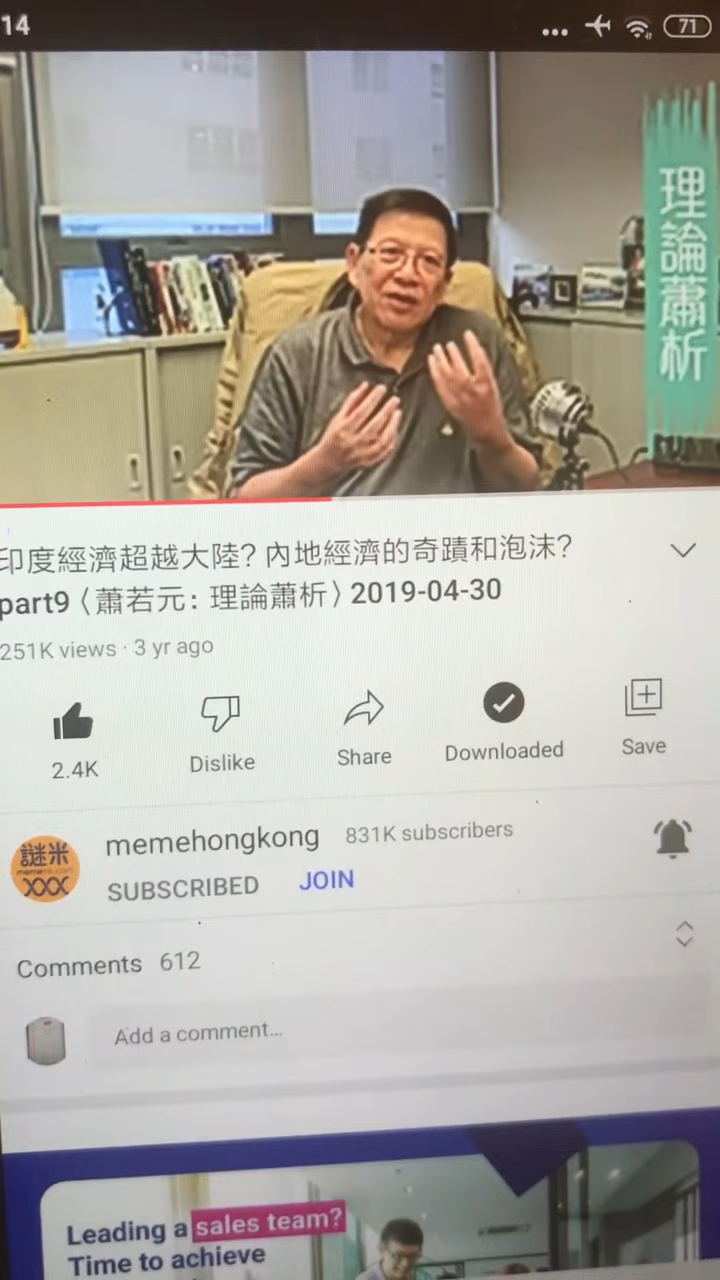 14
71
理論蕭析
印度經濟超越大陸? 內地經濟的奇蹟和泡沫?
part9〈蕭若元: 理論蕭析〉2019-04-30
251K views · 3 yr ago
2.4K
Dislike
Share
Downloaded
Save
謎米
XXX
memehongkong 831K subscribers
SUBSCRIBED JOIN
Comments 612
Add a comment...
Leading a sales team?
Time to achieve